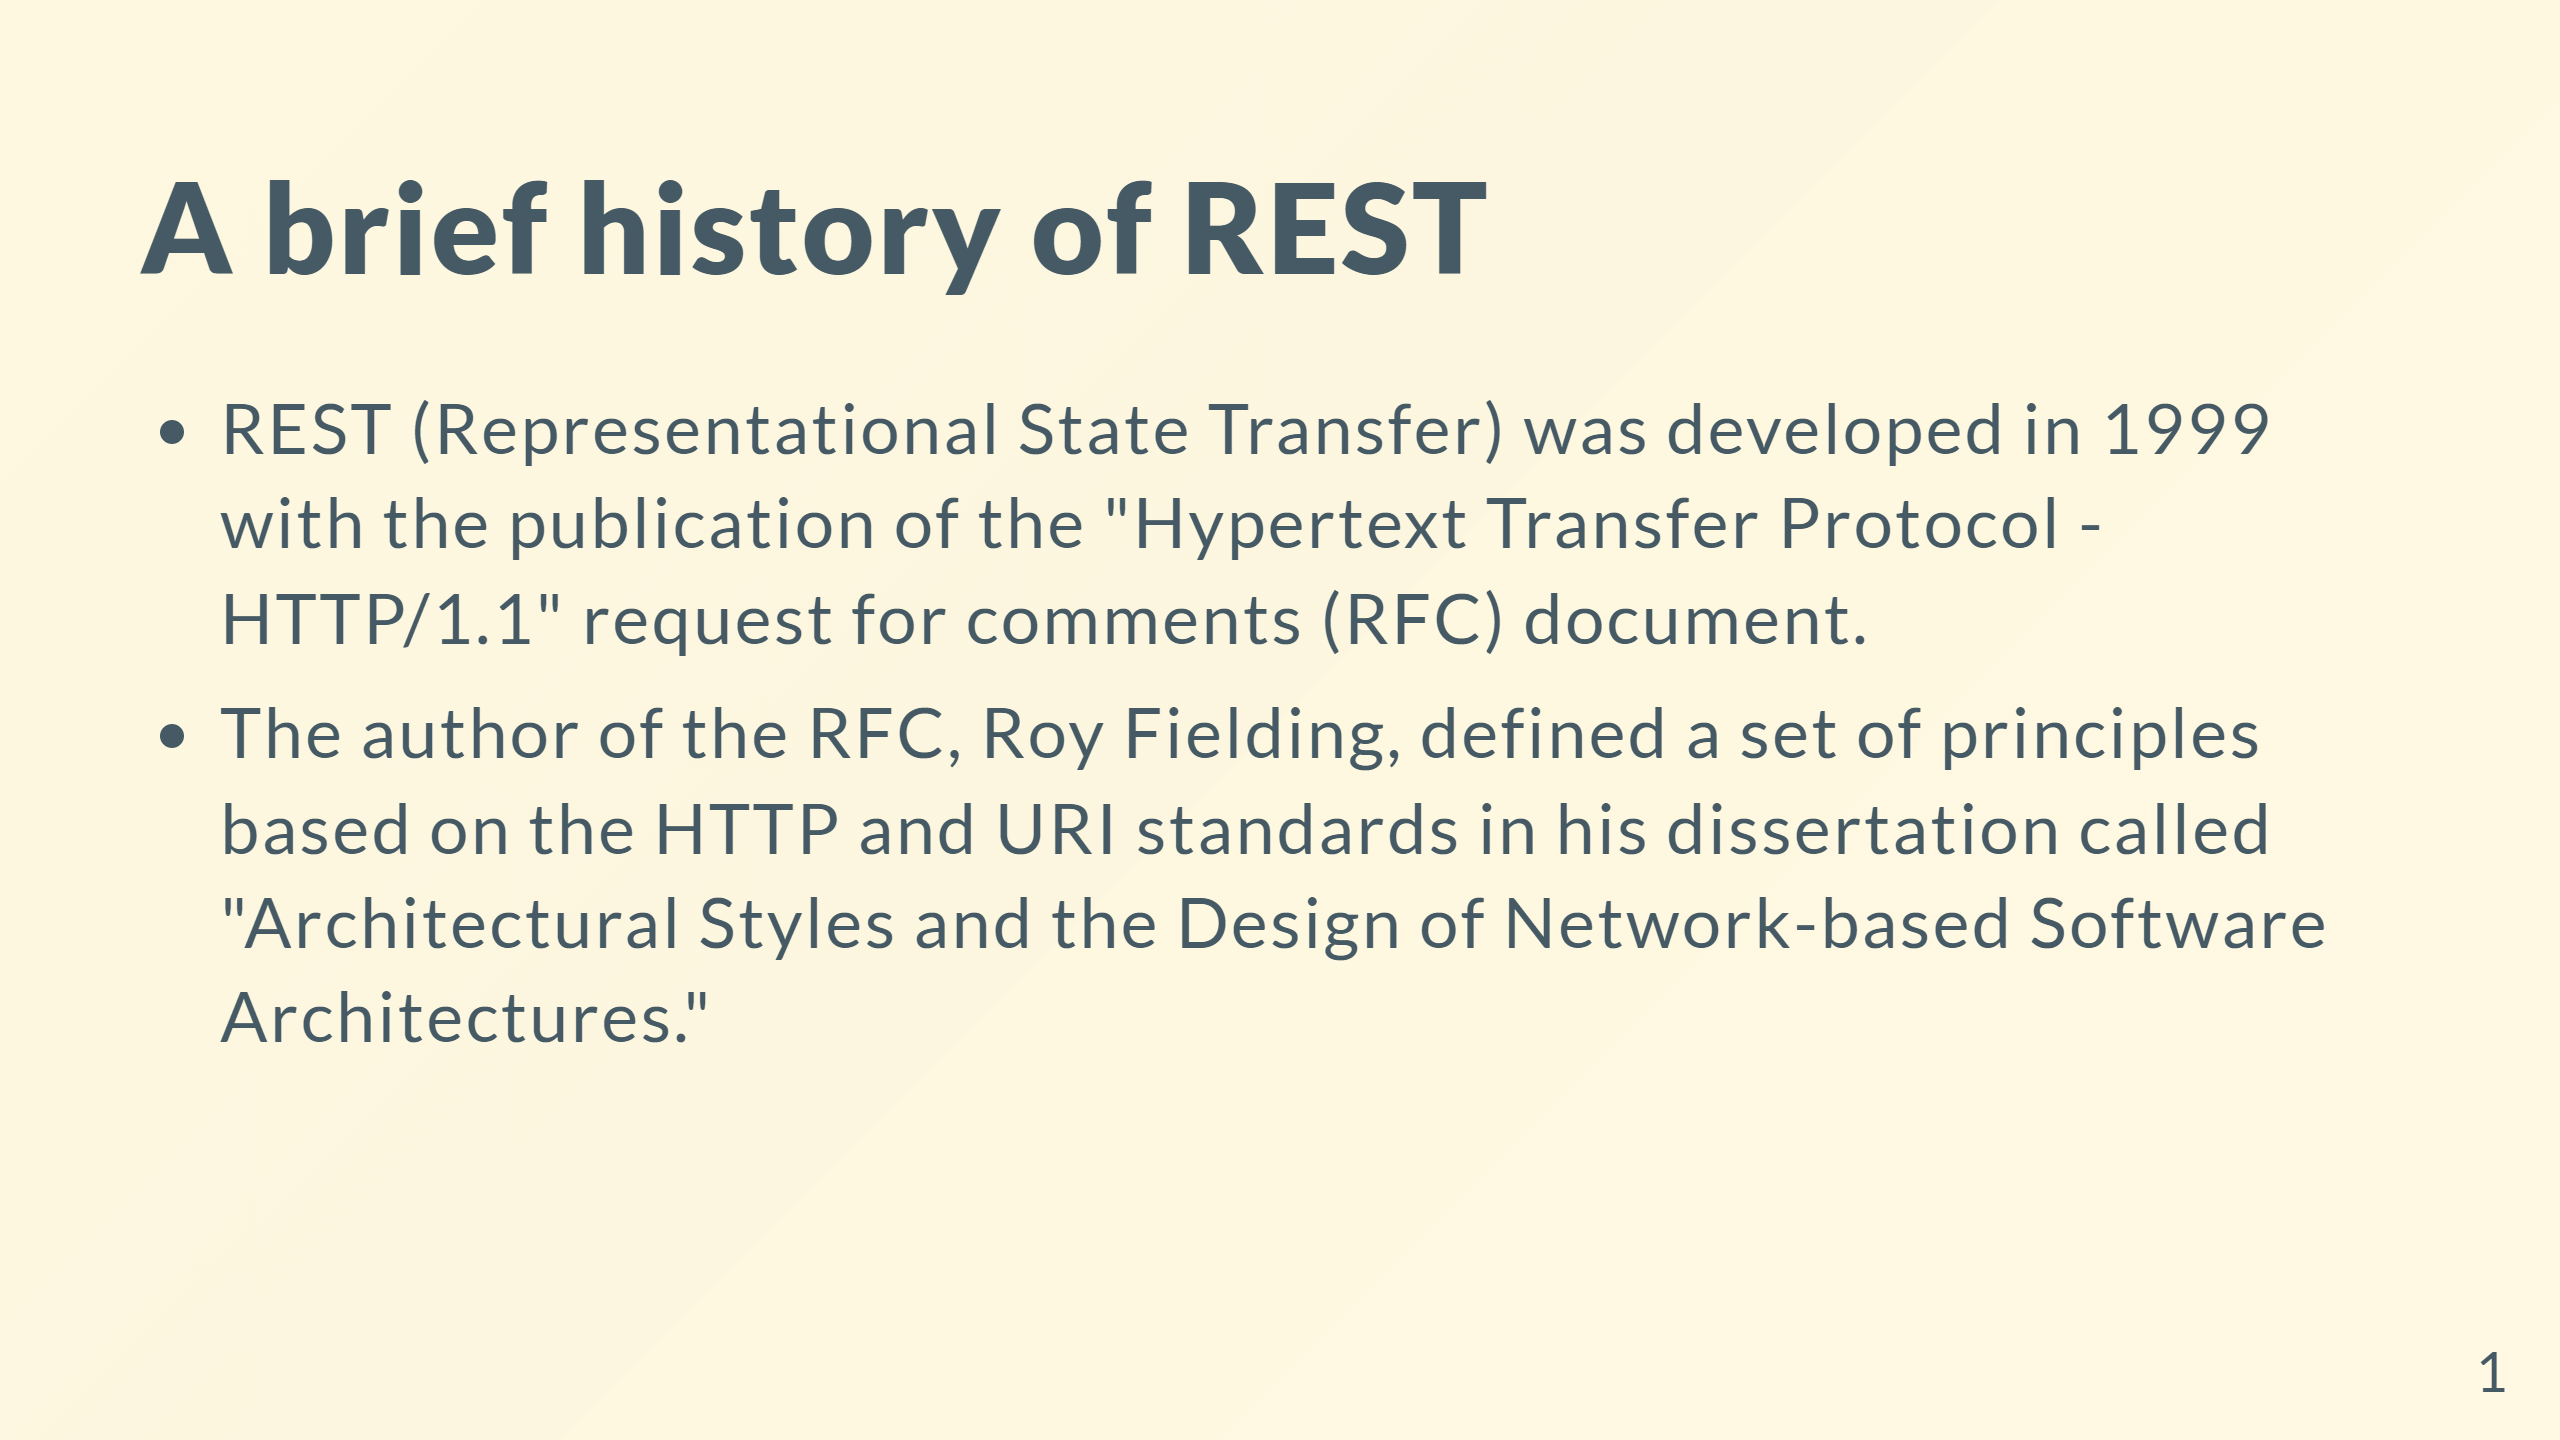 A brief history of REST
• REST (Representational State Transfer) was developed in 1999
with the publication of the "Hypertext Transfer Protocol -
HTTP/1.1" request for comments (RFC) document.
• The author of the RFC, Roy Fielding, defined a set of principles
based on the HTTP and URI standards in his dissertation called
"Architectural Styles and the Design of Network-based Software
Architectures."
1